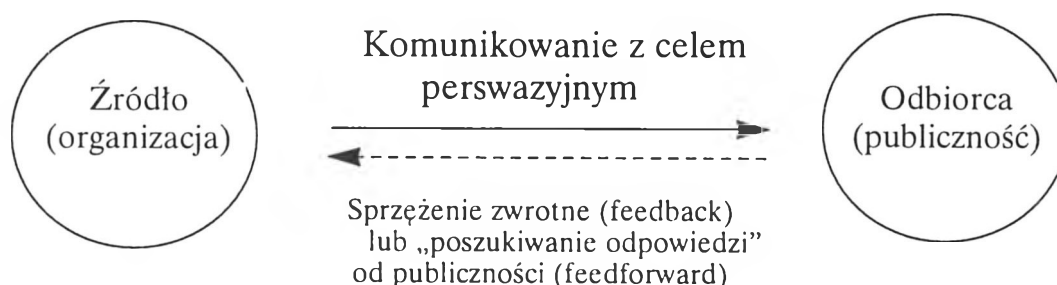 Źródło
(organizacja)
Komunikowanie z celem
perswazyjnym
Odbiorca
(publiczność)
Sprzężenie zwrotne (feedback)
lub „poszukiwanie odpowiedzi”
od publiczności (feedforward)